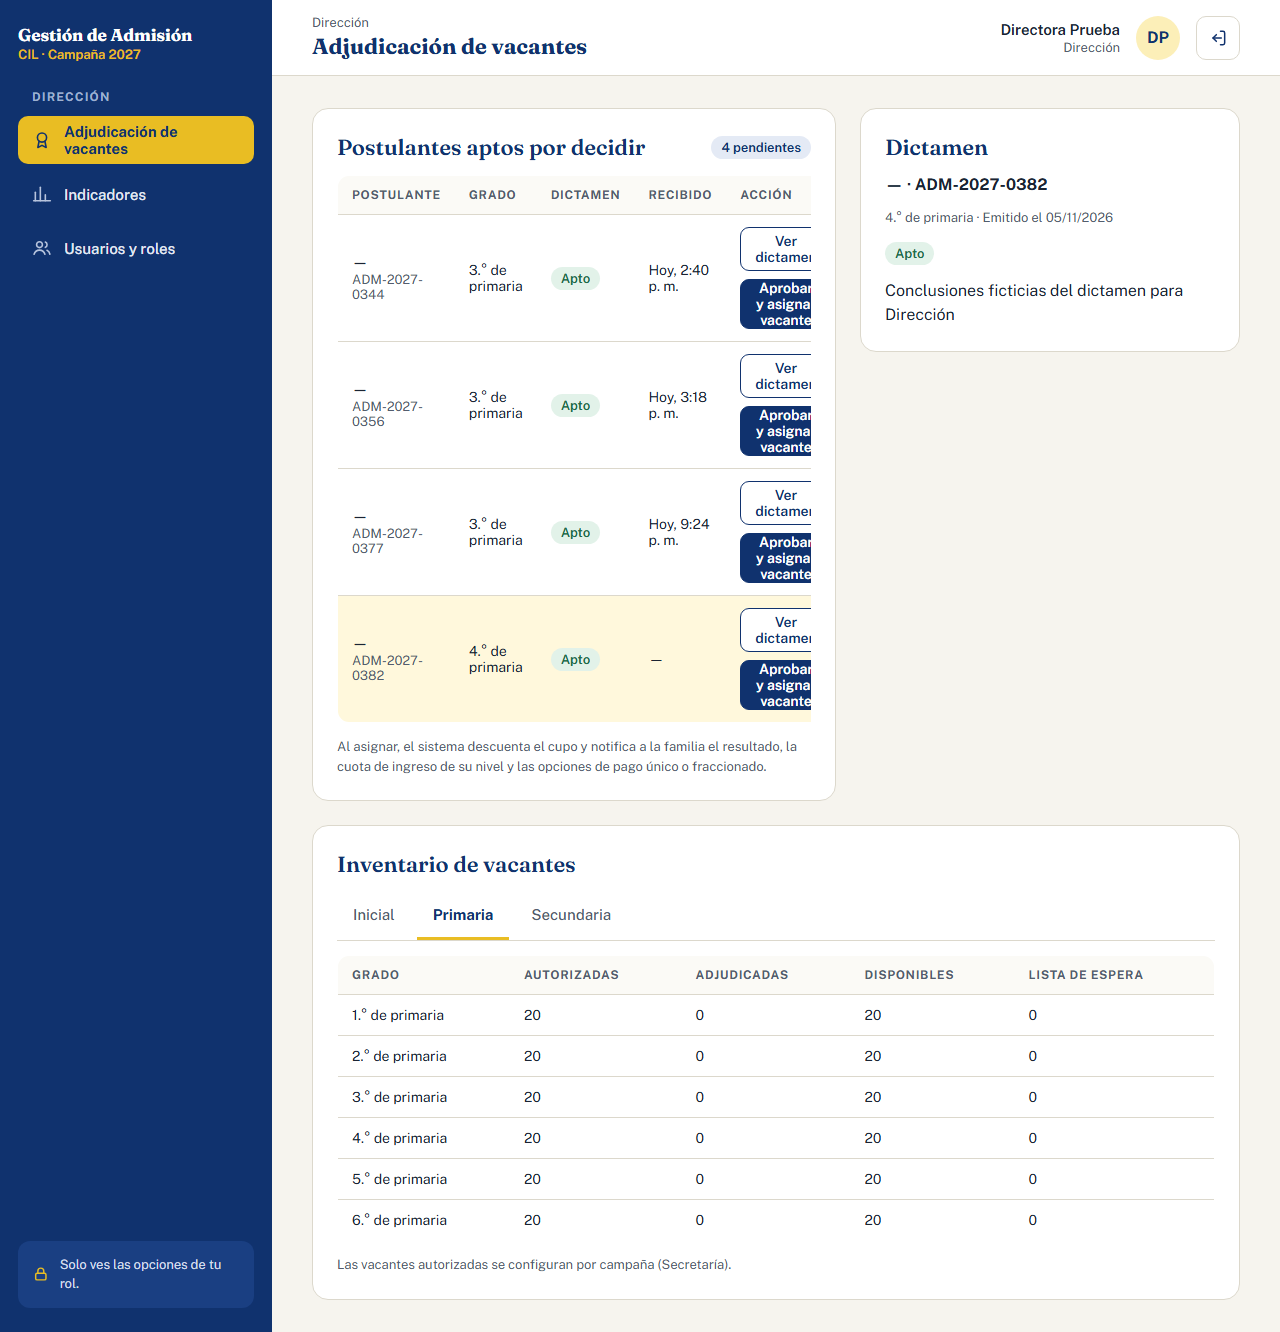 Gestión de Admisión
CIL · Campaña 2027
DIRECCIÓN
Adjudicación de
vacantes
Indicadores
Usuarios y roles
Solo ves las opciones de tu
rol.
Dirección
Adjudicación de vacantes
Directora Prueba
Dirección
DP
Postulantes aptos por decidir
4 pendientes
POSTULANTE GRADO DICTAMEN RECIBIDO ACCIÓN
—
ADM-2027-
0344
3.° de
primaria
Apto
Hoy, 2:40
p. m.
Ver
dictamen
Aprobar
y asigna
vacante
—
ADM-2027-
0356
3.° de
primaria
Apto
Hoy, 3:18
p. m.
Ver
dictamen
Aprobar
y asigna
vacante
—
ADM-2027-
0377
3.° de
primaria
Apto
Hoy, 9:24
p. m.
Ver
dictamen
Aprobar
y asigna
vacante
—
ADM-2027-
0382
4.° de
primaria
Apto
—
Ver
dictamen
Aprobar
y asigna
vacante
Al asignar, el sistema descuenta el cupo y notifica a la familia el resultado, la
cuota de ingreso de su nivel y las opciones de pago único o fraccionado.
Dictamen
— · ADM-2027-0382
4.° de primaria · Emitido el 05/11/2026
Apto
Conclusiones ficticias del dictamen para
Dirección
Inventario de vacantes
Inicial Primaria Secundaria
GRADO AUTORIZADAS ADJUDICADAS DISPONIBLES LISTA DE ESPERA
1.° de primaria 20 0 20 0
2.° de primaria 20 0 20 0
3.° de primaria 20 0 20 0
4.° de primaria 20 0 20 0
5.° de primaria 20 0 20 0
6.° de primaria 20 0 20 0
Las vacantes autorizadas se configuran por campaña (Secretaría).